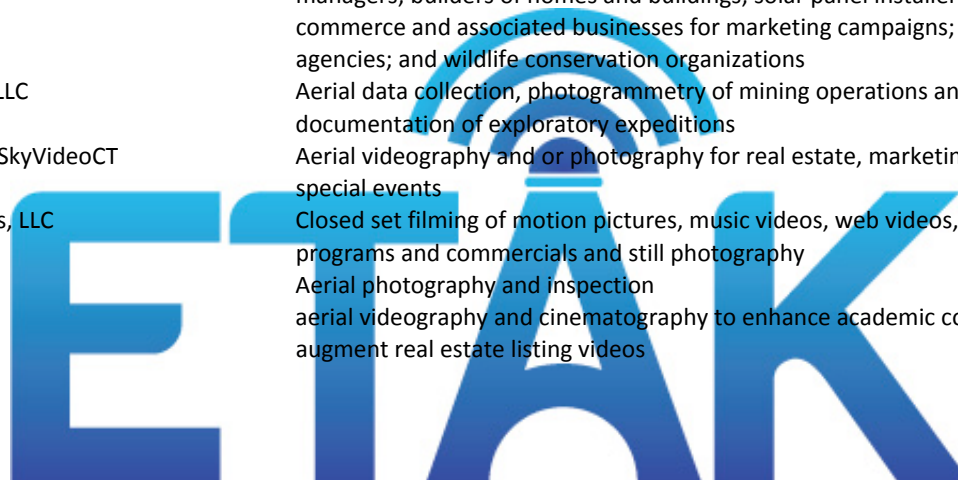 managers; builders of homes and buildings; solar panel installer
commerce and associated businesses for marketing campaigns;
agencies; and wildlife conservation organizations
LLC Aerial data collection, photogrammetry of mining operations an
documentation of exploratory expeditions
SkyVideoCT Aerial videography and or photography for real estate, marketin
special events
s, LLC Closed set filming of motion pictures, music videos, web videos,
programs and commercials and still photography
Aerial photography and inspection
aerial videography and cinematography to enhance academic co
augment real estate listing videos
ETAK